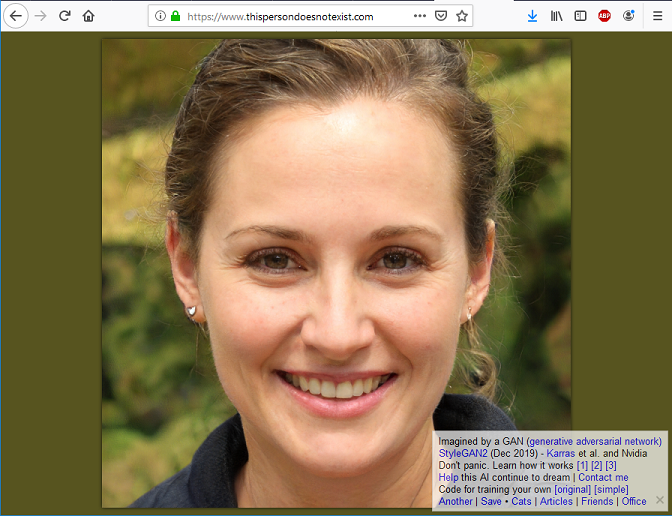 https://www.thispersondoesnotexist.com
ABP
Imagined by a GAN (generative adversarial network)
StyleGAN2 (Dec 2019) - Karras et al. and Nvidia
Don't panic. Learn how it works [1] [2] [3]
Help this AI continue to dream | Contact me
Code for training your own [original] [simple]
Another | Save • Cats | Articles | Friends | Office